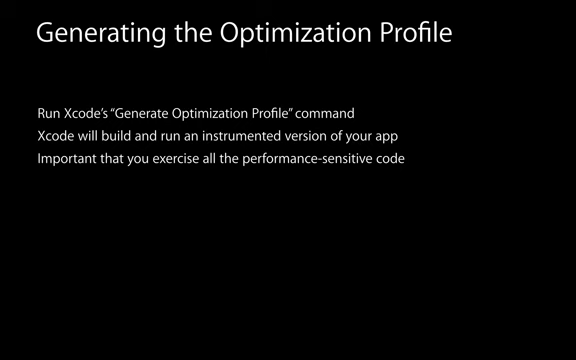 Generating the Optimization Profile
Run Xcode’s “Generate Optimization Profile” command
Xcode will build and run an instrumented version of your app
Important that you exercise all the performance-sensitive code